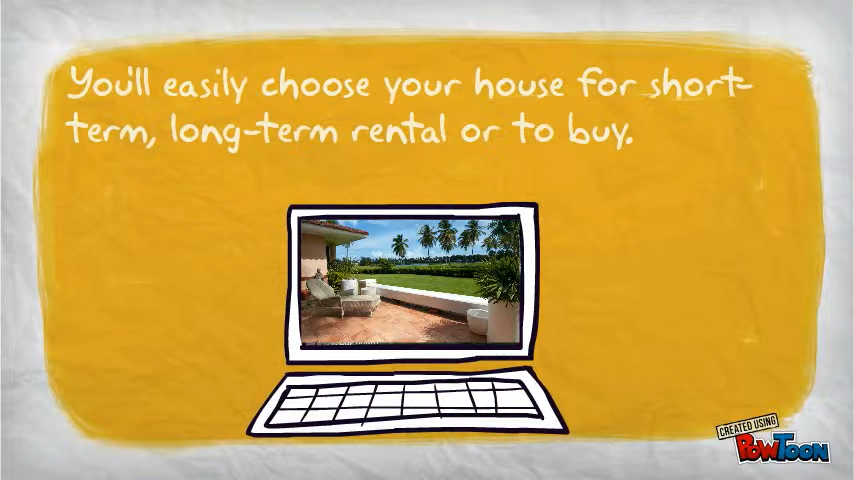 You'll easily choose your house for short-
term, long-term rental or to buy.
CREATED USING
POWTOON